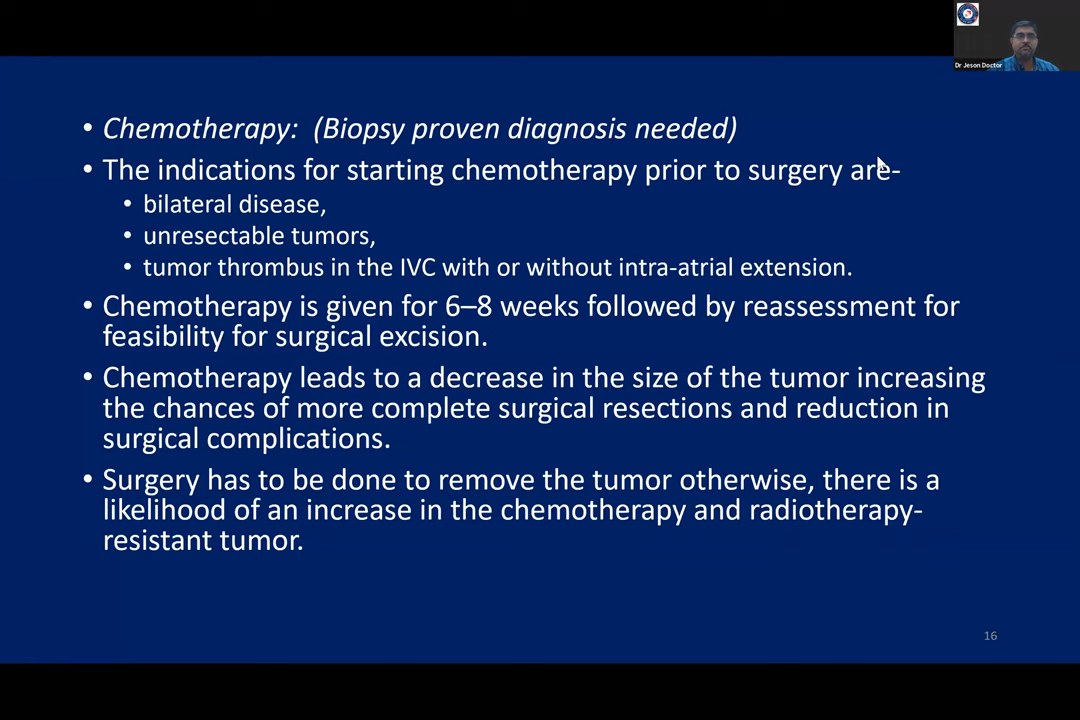 Dr Jeson Doctor
• Chemotherapy: (Biopsy proven diagnosis needed)
• The indications for starting chemotherapy prior to surgery are-
• bilateral disease,
• unresectable tumors,
• tumor thrombus in the IVC with or without intra-atrial extension.
• Chemotherapy is given for 6–8 weeks followed by reassessment for
feasibility for surgical excision.
• Chemotherapy leads to a decrease in the size of the tumor increasing
the chances of more complete surgical resections and reduction in
surgical complications.
• Surgery has to be done to remove the tumor otherwise, there is a
likelihood of an increase in the chemotherapy and radiotherapy-
resistant tumor.
16